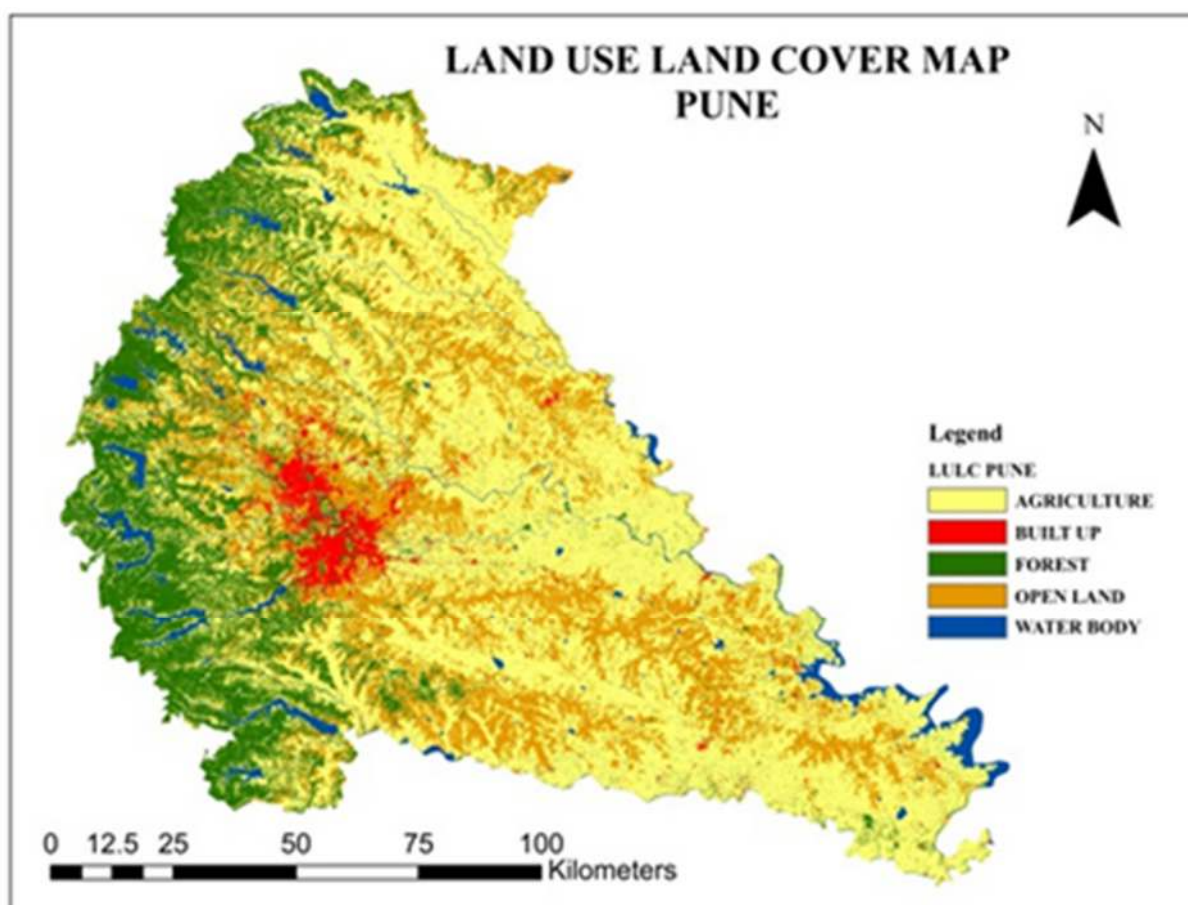 LAND USE LAND COVER MAP
PUNE
N
Legend
LULC PUNE
AGRICULTURE
BUILT UP
FOREST
OPEN LAND
WATER BODY
0 12.5 25 50 75 100
Kilometers